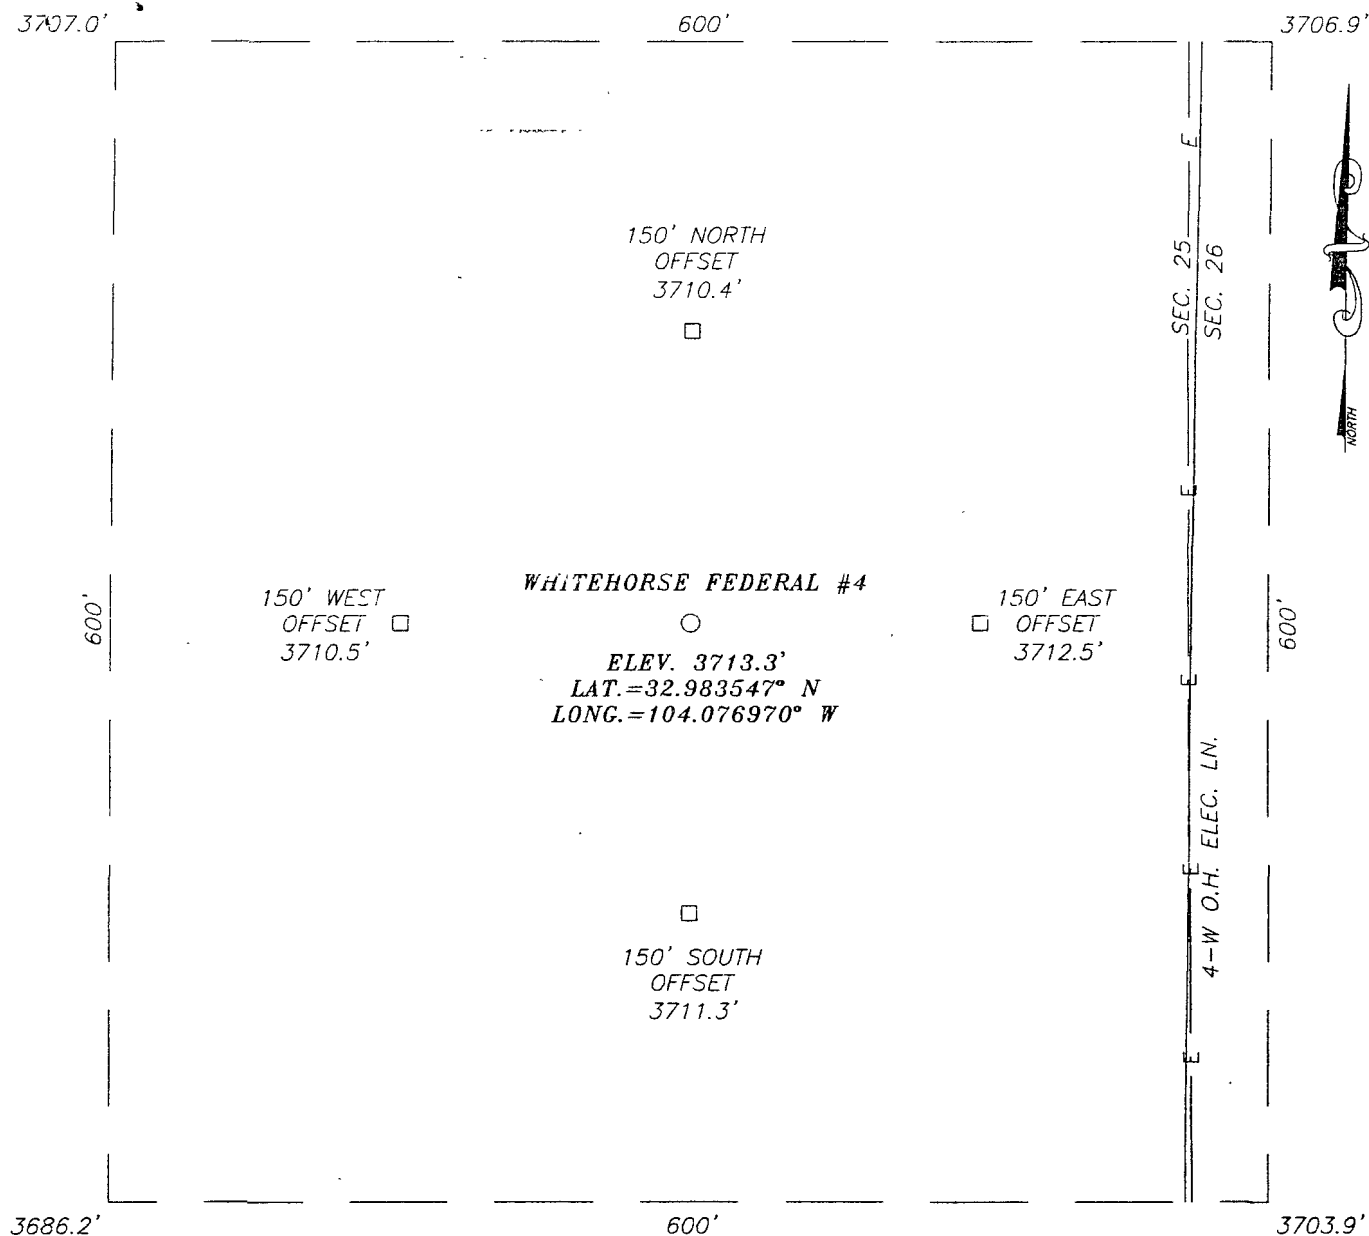 3707.0'
600'
3706.9'
150' NORTH
OFFSET
3710.4'
E
SEC. 25
SEC. 26
NORTH
E
WHITEHORSE FEDERAL #4
150' WEST
OFFSET
3710.5'
600'
150' EAST
OFFSET
3712.5'
600'
ELEV. 3713.3'
LAT.=32.983547° N
LONG.=104.076970° W
E
4-W O.H. ELEC. LN.
E
150' SOUTH
OFFSET
3711.3'
E
3686.2'
600'
3703.9'